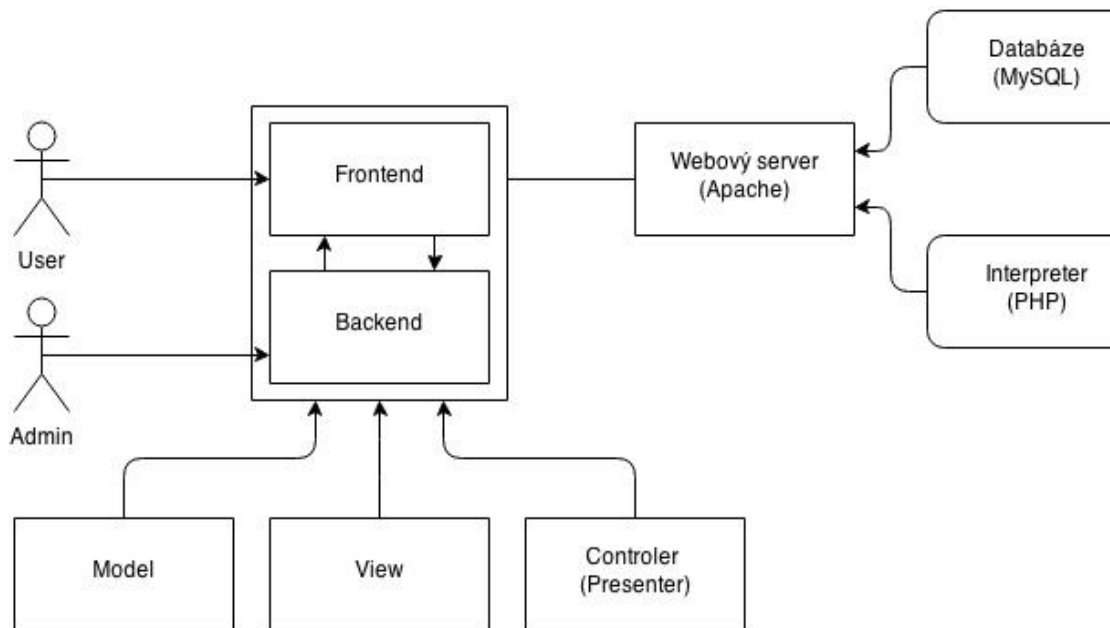 Databáze
(MySQL)
Frontend
Webový server
(Apache)
User
Interpreter
(PHP)
Backend
Admin
Model
View
Controler
(Presenter)